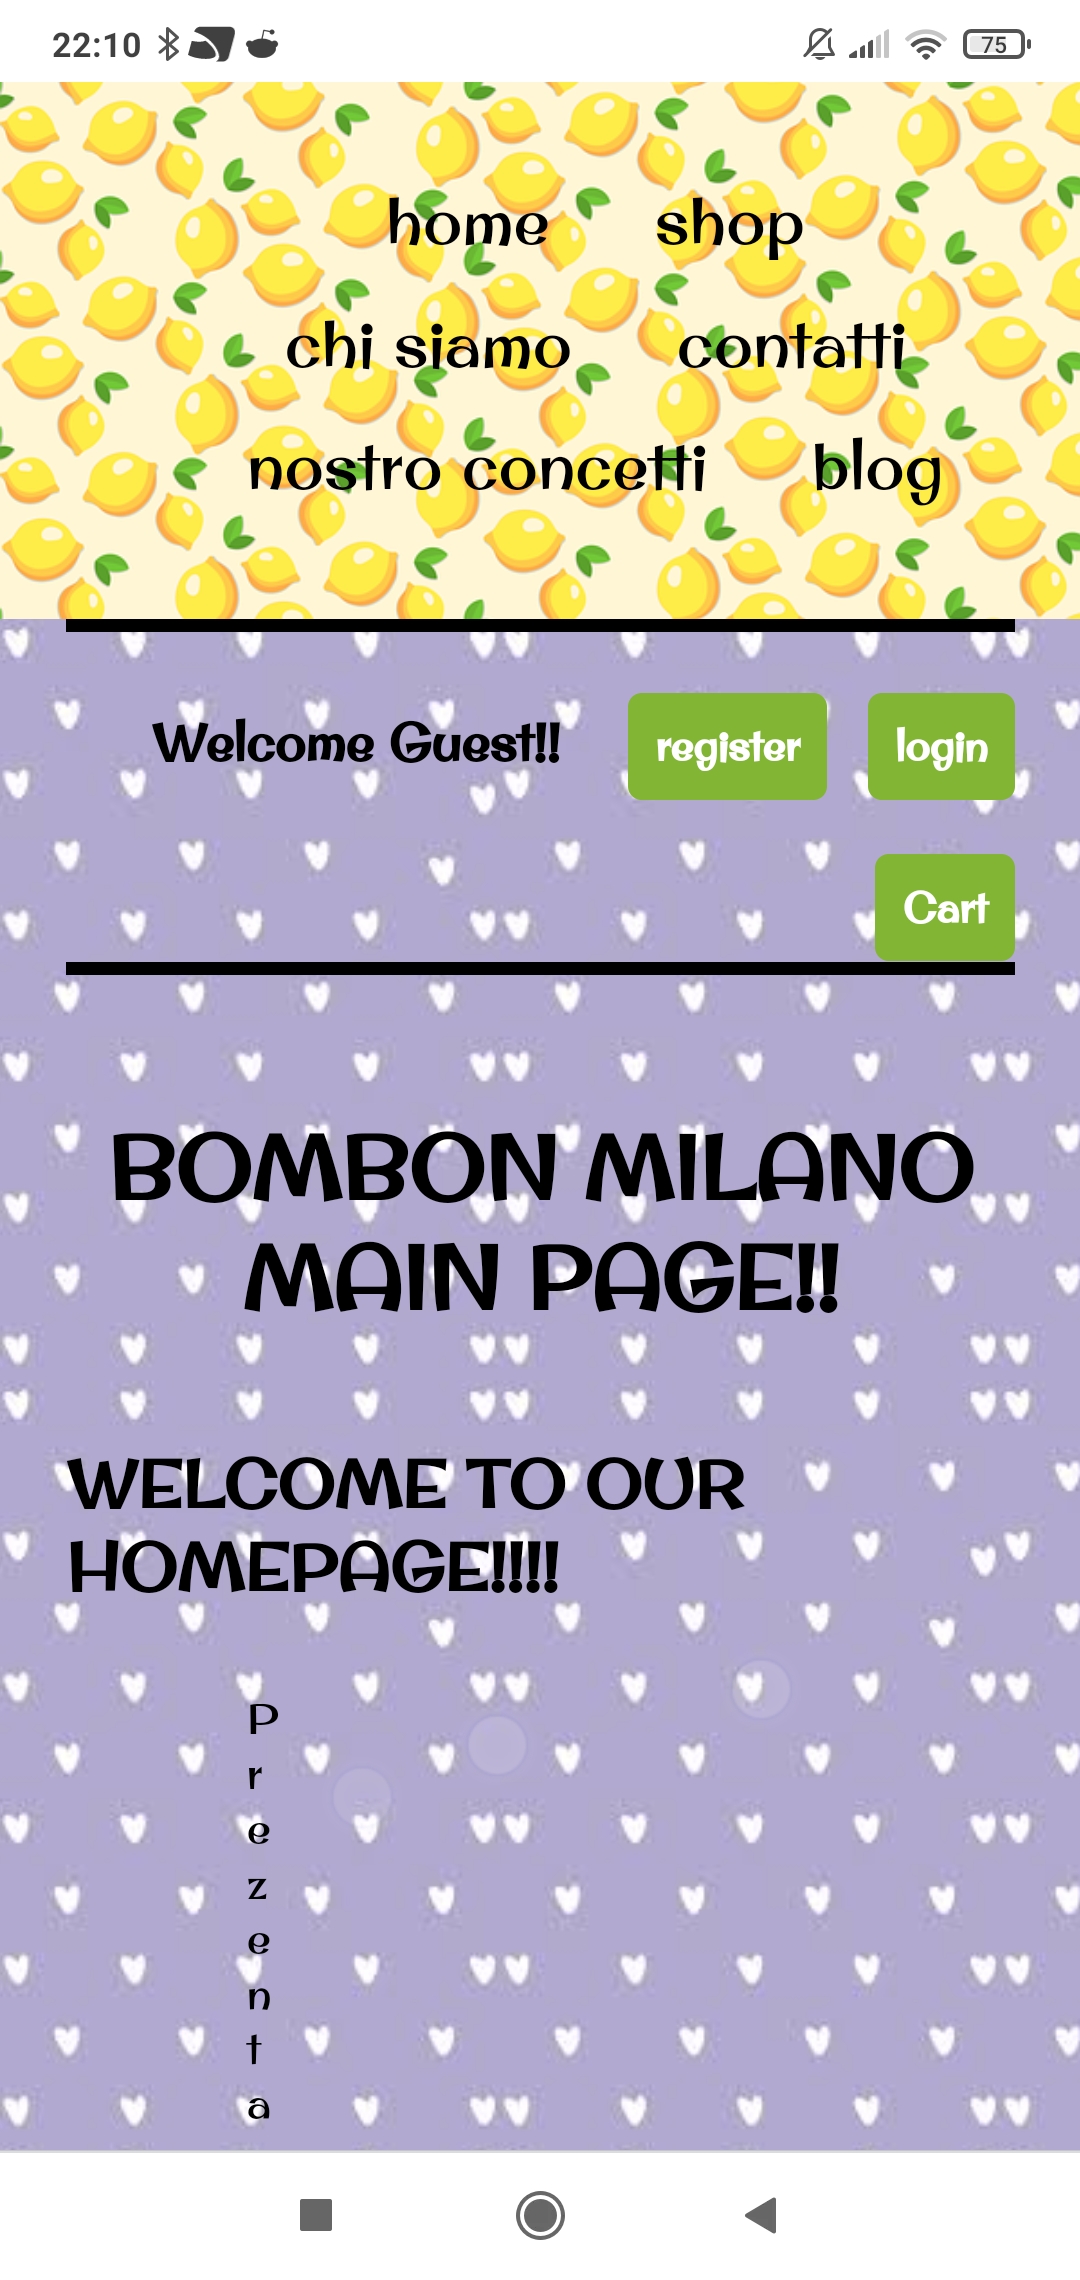 22:10
75
home shop
chi siamo contatti
nostro concetti blog
Welcome Guest!! register login
Cart
BOMBON MILANO
MAIN PAGE!!
WELCOME TO OUR
HOMEPAGE!!!!
P
r
e
z
e
n
t
a